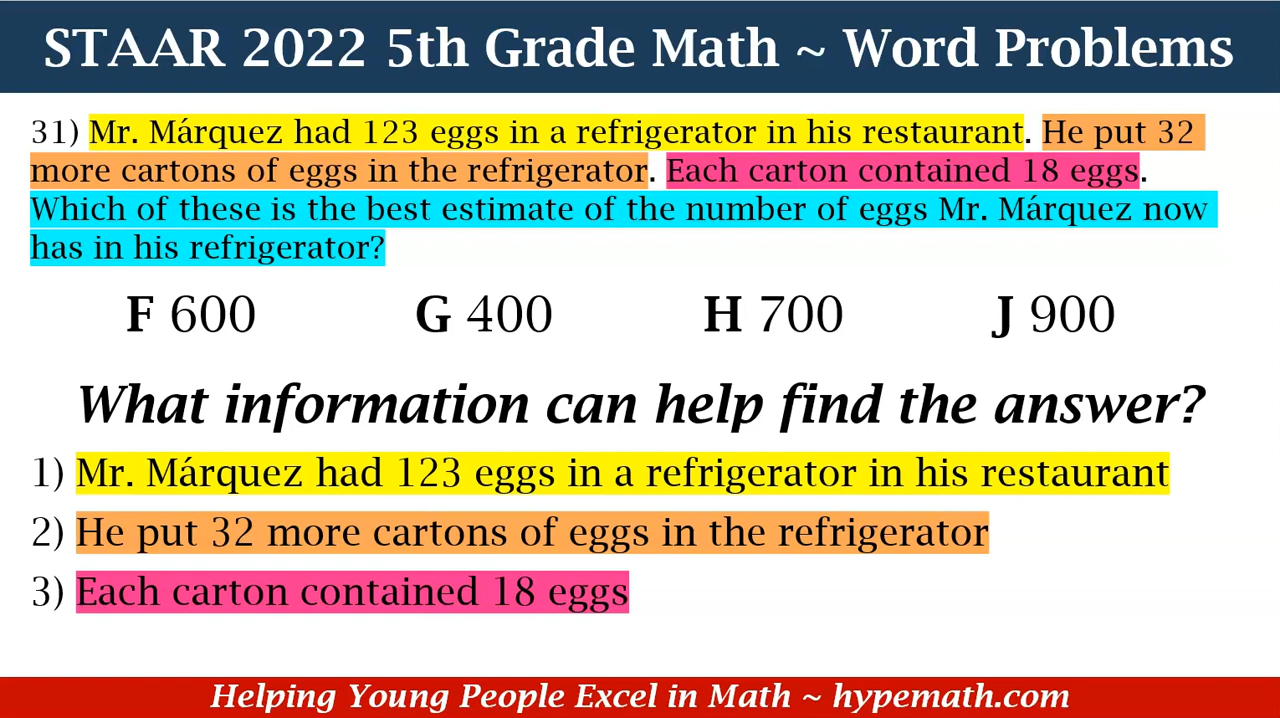 STAAR 2022 5th Grade Math ~ Word Problems
31) Mr. Márquez had 123 eggs in a refrigerator in his restaurant. He put 32
more cartons of eggs in the refrigerator. Each carton contained 18 eggs.
Which of these is the best estimate of the number of eggs Mr. Márquez now
has in his refrigerator?
F 600 G 400 H 700 J 900
What information can help find the answer?
1) Mr. Márquez had 123 eggs in a refrigerator in his restaurant
2) He put 32 more cartons of eggs in the refrigerator
3) Each carton contained 18 eggs
Helping Young People Excel in Math ~ hypemath.com